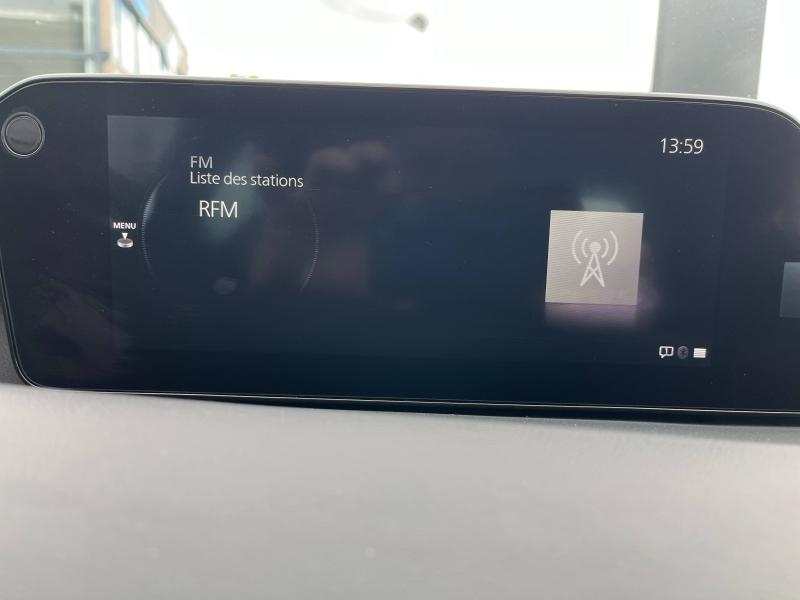 FM
13:59
Liste des stations
RFM
MENU